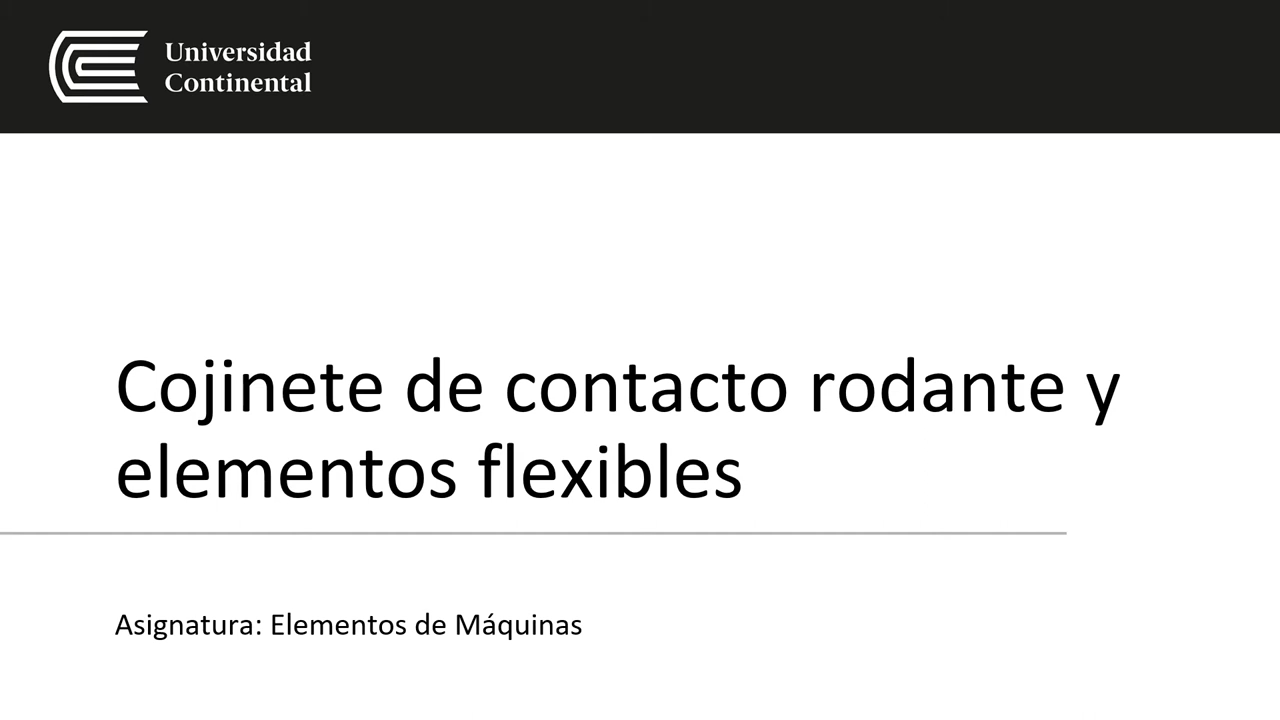 Universidad
Continental
Cojinete de contacto rodante y
elementos flexibles
Asignatura: Elementos de Máquinas